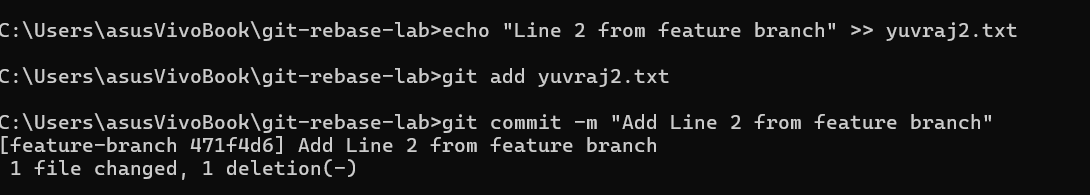 C:\Users\asusVivoBook\git-rebase-lab>echo "Line 2 from feature branch" >> yuvraj2.txt
C:\Users\asusVivoBook\git-rebase-lab>git add yuvraj2.txt
C:\Users\asusVivoBook\git-rebase-lab>git commit -m "Add Line 2 from feature branch"
[feature-branch 471f4d6] Add Line 2 from feature branch
 1 file changed, 1 deletion(-)